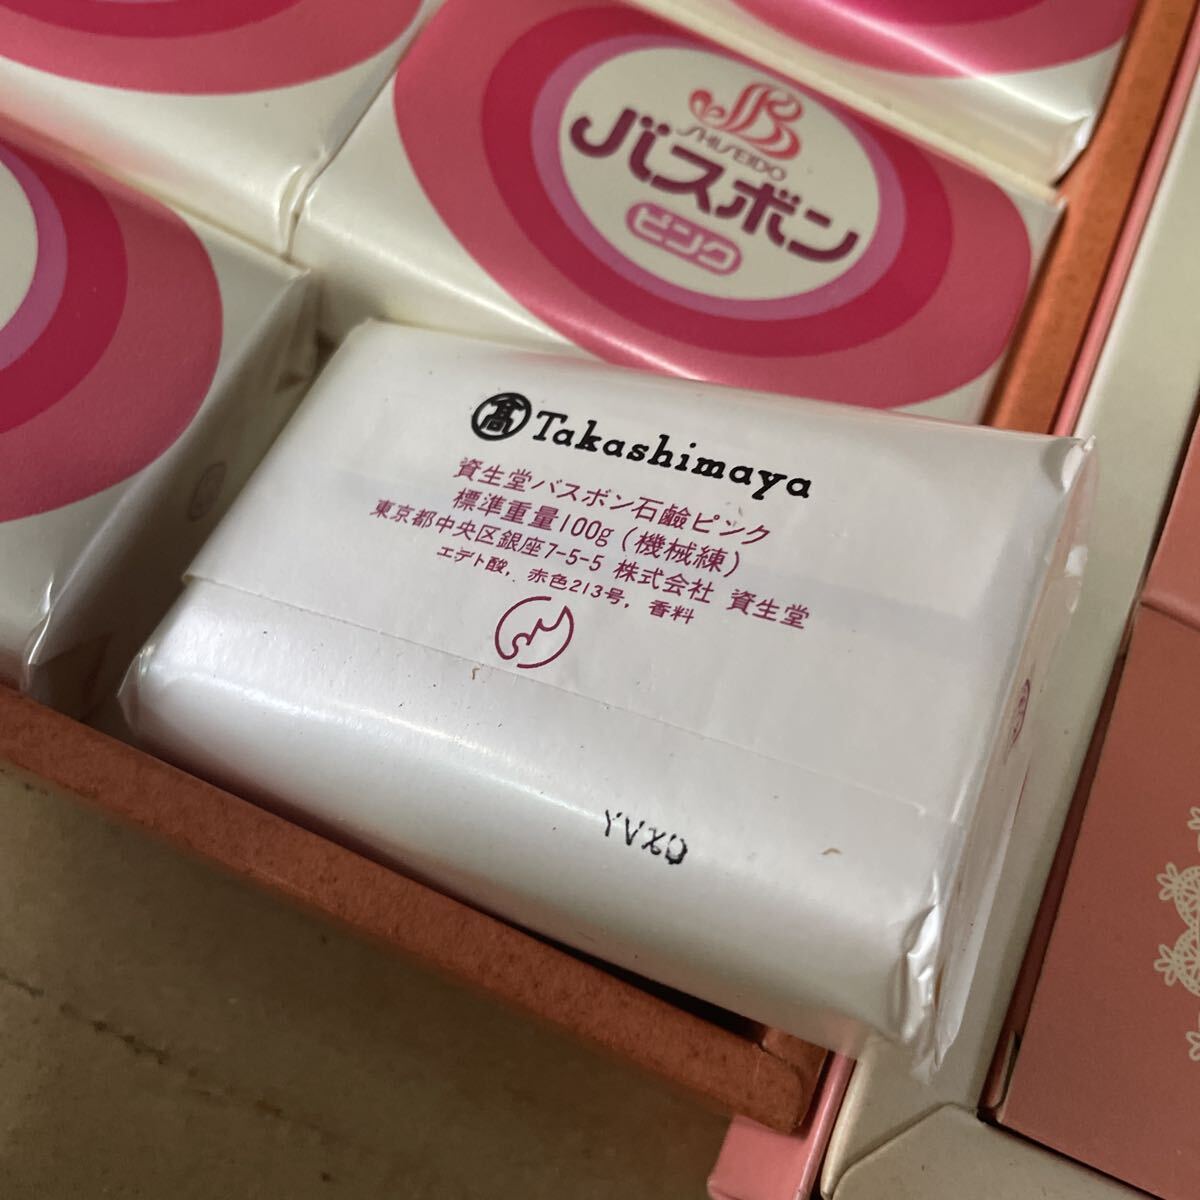 SHISEIDO
バスボン
ピンク
髙 Takashimaya
資生堂バスボン石鹼ピンク
標準重量100g(機械練)
東京都中央区銀座7-5-5 株式会社 資生堂
エデト酸, 赤色213号, 香料